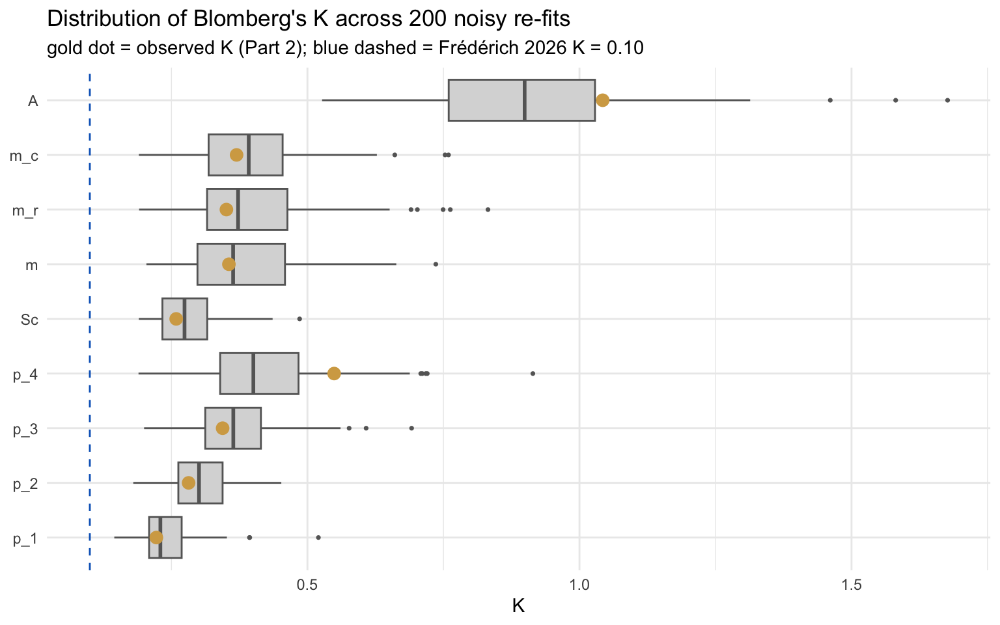 Distribution of Blomberg's K across 200 noisy re-fits
gold dot = observed K (Part 2); blue dashed = Frédérich 2026 K = 0.10
A
m_c
m_r
m
Sc
p_4
p_3
p_2
p_1
0.5 1.0 1.5
K